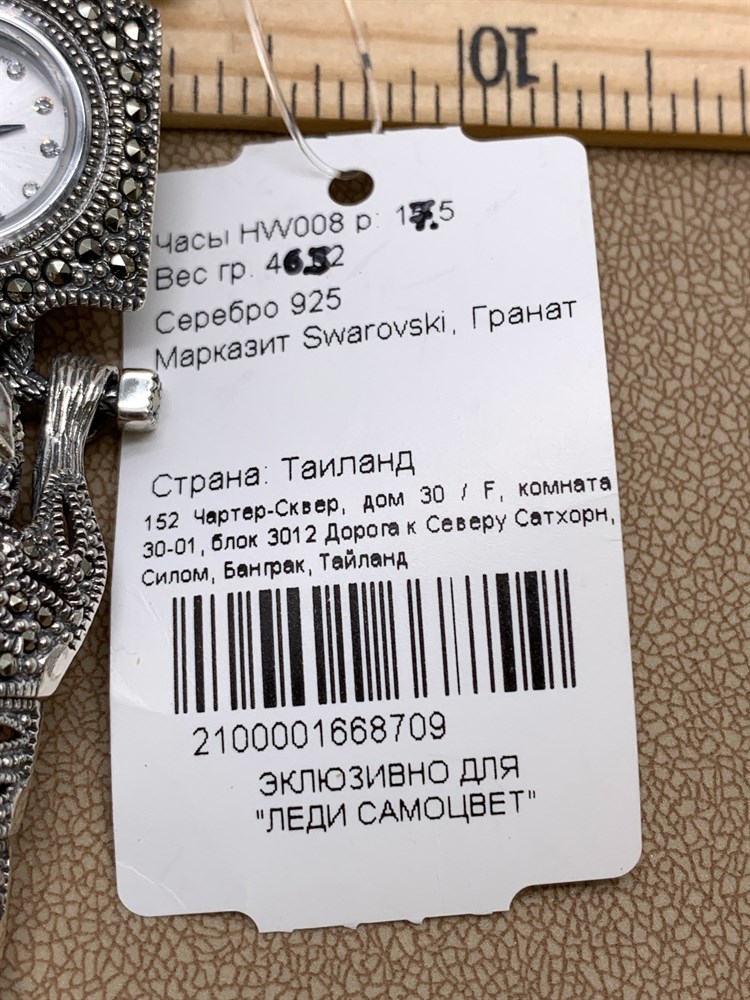 10
Часы HW008 р: 17.5
Вес гр.
Серебро 925
Марказит Swarovski, Гранат
Страна: Таиланд
152 Чартер-Сквер, дом 30 / F, комната
30-01, блок 3012 Дорога к Северу Сатхорн,
Силом, Банграк, Тайланд
2100001668709
ЭКЛЮЗИВНО ДЛЯ
"ЛЕДИ САМОЦВЕТ"